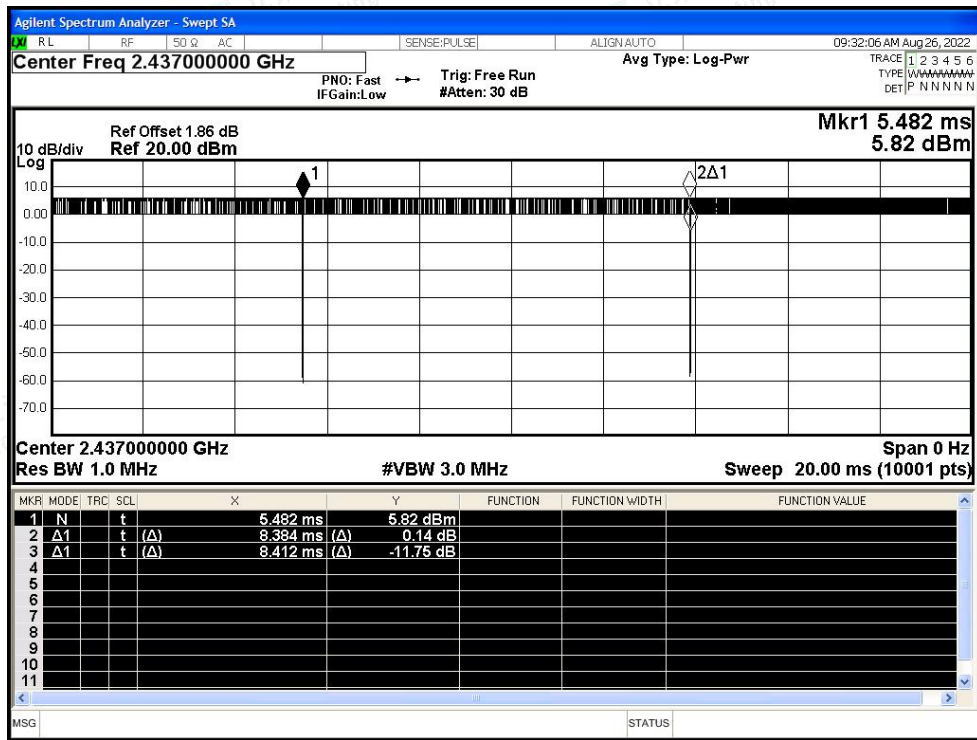 Agilent Spectrum Analyzer - Swept SA
LXI RL RF 50 Ω AC SENSE:PULSE ALIGNAUTO 09:32:06 AM Aug 26, 2022
Center Freq 2.437000000 GHz
PNO: Fast
IFGain:Low
Trig: Free Run
#Atten: 30 dB
Avg Type: Log-Pwr
TRACE 1 2 3 4 5 6
TYPE WWWWWWW
DET P N N N N N
Ref Offset 1.86 dB
10 dB/div Ref 20.00 dBm
Log
Mkr1 5.482 ms
5.82 dBm
1
2Δ1
10.0
0.00
-10.0
-20.0
-30.0
-40.0
-50.0
-60.0
-70.0
Center 2.437000000 GHz Span 0 Hz
Res BW 1.0 MHz #VBW 3.0 MHz Sweep 20.00 ms (10001 pts)
MKR MODE TRC SCL X Y FUNCTION FUNCTION WIDTH FUNCTION VALUE
1 N t 5.482 ms 5.82 dBm
2 Δ1 t (Δ) 8.384 ms (Δ) 0.14 dB
3 Δ1 t (Δ) 8.412 ms (Δ) -11.75 dB
4
5
6
7
8
9
10
11
MSG STATUS